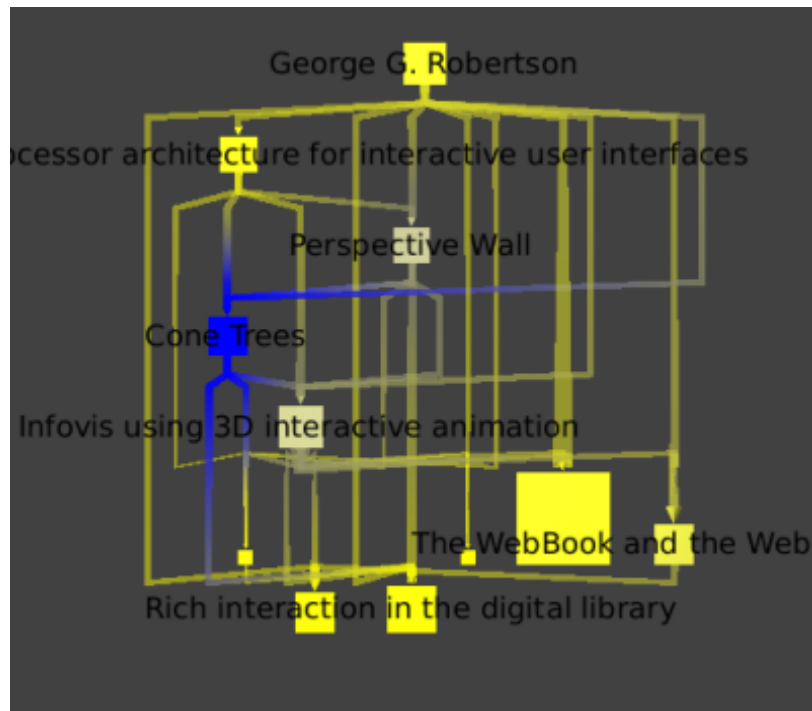 George G. Robertson
ocessor architecture for interactive user interfaces
Perspective Wall
Cone Trees
Infovis using 3D interactive animation
The WebBook and the Web
Rich interaction in the digital library